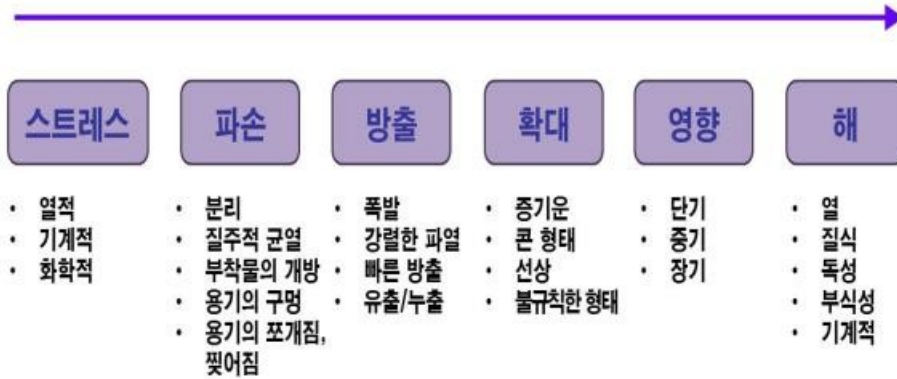 스트레스
파손
방출
확대
영향
해
· 열적
· 기계적
· 화학적
· 분리
· 질주적 균열
· 부착물의 개방
· 용기의 구멍
· 용기의 쪼개짐,
찢어짐
· 폭발
· 강렬한 파열
· 빠른 방출
· 유출/누출
· 증기운
· 콘 형태
· 선상
· 불규칙한 형태
· 단기
· 중기
· 장기
· 열
· 질식
· 독성
· 부식성
· 기계적